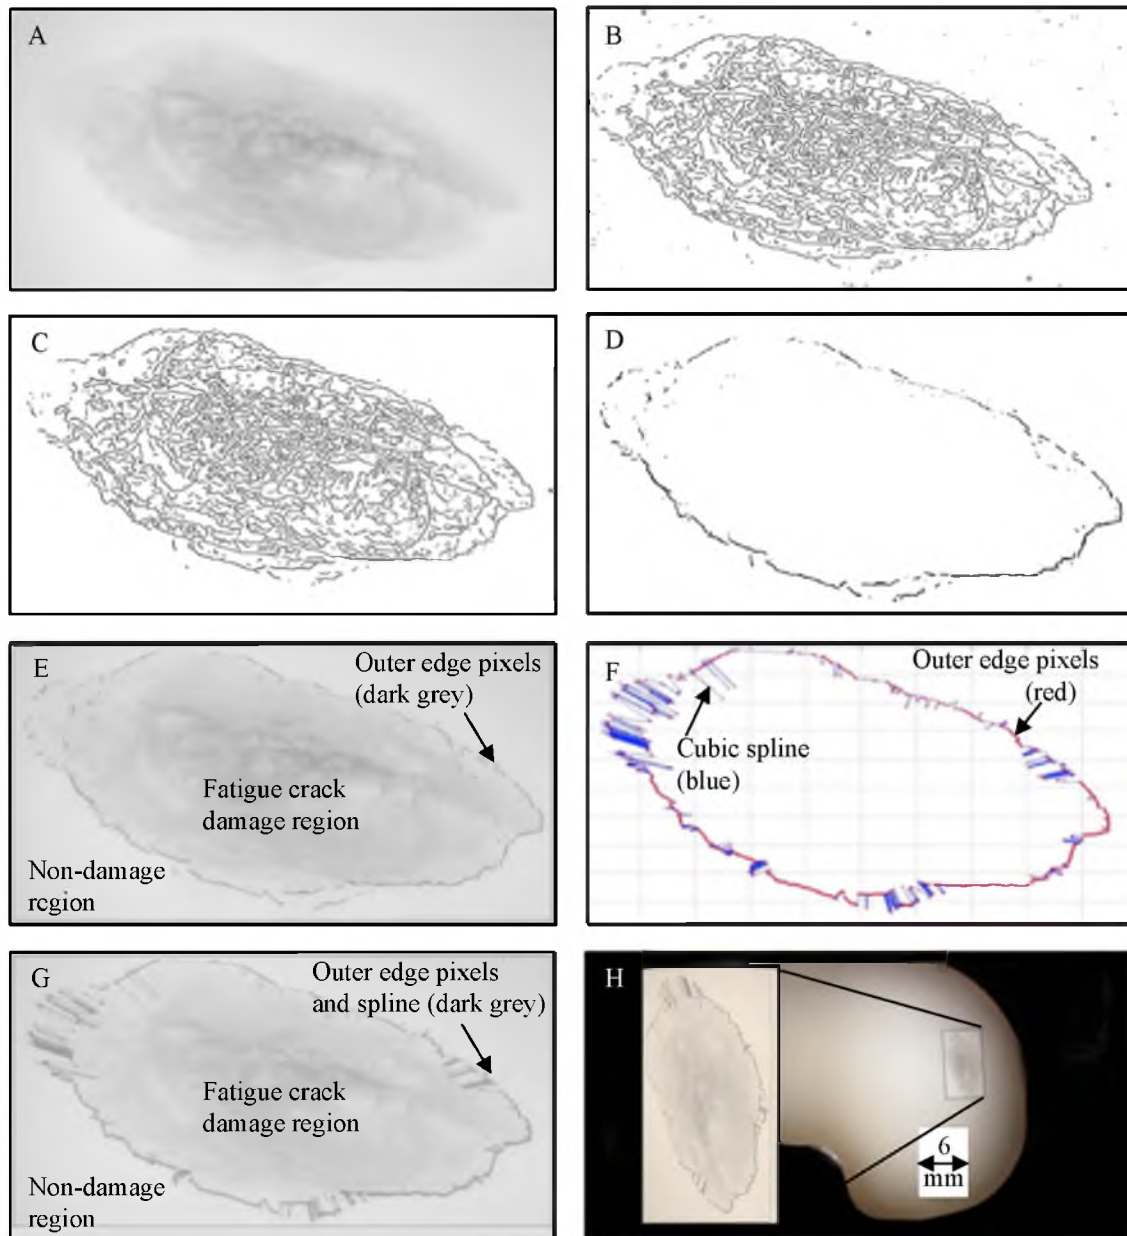 A
B
C
D
E
Outer edge pixels
(dark grey)
Fatigue crack
damage region
Non-damage
region
F
Outer edge pixels
(red)
Cubic spline
(blue)
G
Outer edge pixels
and spline (dark grey)
Fatigue crack
damage region
Non-damage
region
H
6
mm